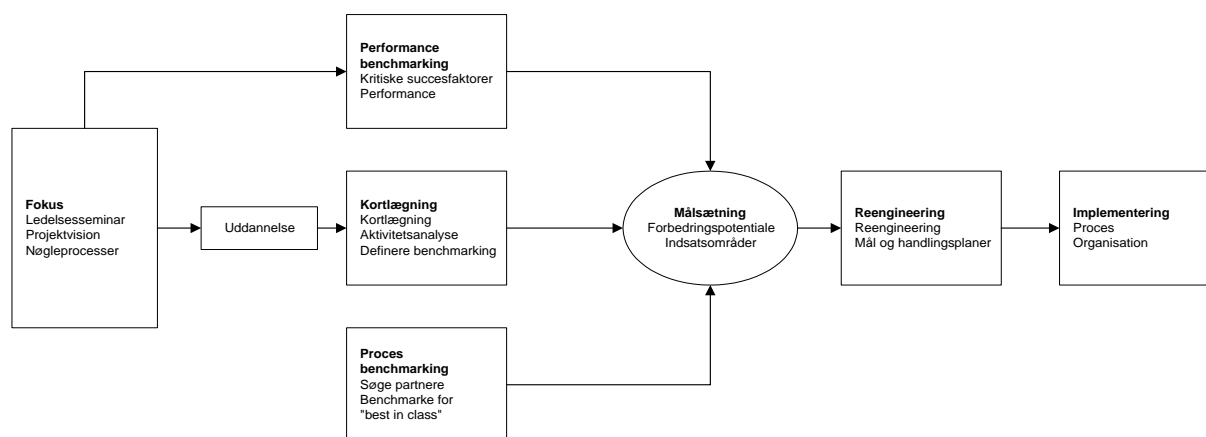 Performance
benchmarking
Kritiske succesfaktorer
Performance
Fokus
Ledelsesseminar
Projektvision
Nøgleprocesser
Uddannelse
Kortlægning
Kortlægning
Aktivitetsanalyse
Definere benchmarking
Målsætning
Forbedringspotentiale
Indsatsområder
Reengineering
Reengineering
Mål og handlingsplaner
Implementering
Proces
Organisation
Proces
benchmarking
Søge partnere
Benchmarke for
"best in class"